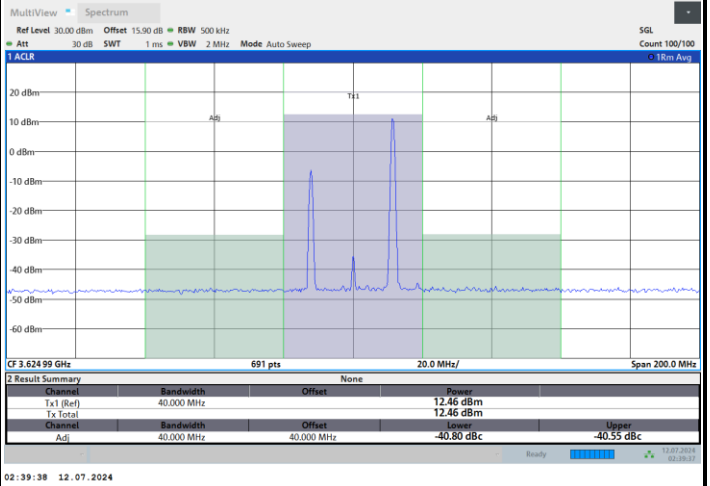 MultiView Spectrum
Ref Level 30.00 dBm Offset 15.90 dB RBW 500 kHz SGL
Att 30 dB SWT 1 ms VBW 2 MHz Mode Auto Sweep Count 100/100
1 ACLR 1Rm Avg
20 dBm
Tx1
10 dBm Adj Adj
0 dBm
-10 dBm
-20 dBm
-30 dBm
-40 dBm
-50 dBm
-60 dBm
CF 3.624 99 GHz 691 pts 20.0 MHz/ Span 200.0 MHz
2 Result Summary None
Channel Bandwidth Offset Power
Tx1 (Ref) 40.000 MHz 12.46 dBm
Tx Total 12.46 dBm
Channel Bandwidth Offset Lower Upper
Adj 40.000 MHz 40.000 MHz -40.80 dBc -40.55 dBc
Ready 12.07.2024
02:39:37
02:39:38 12.07.2024